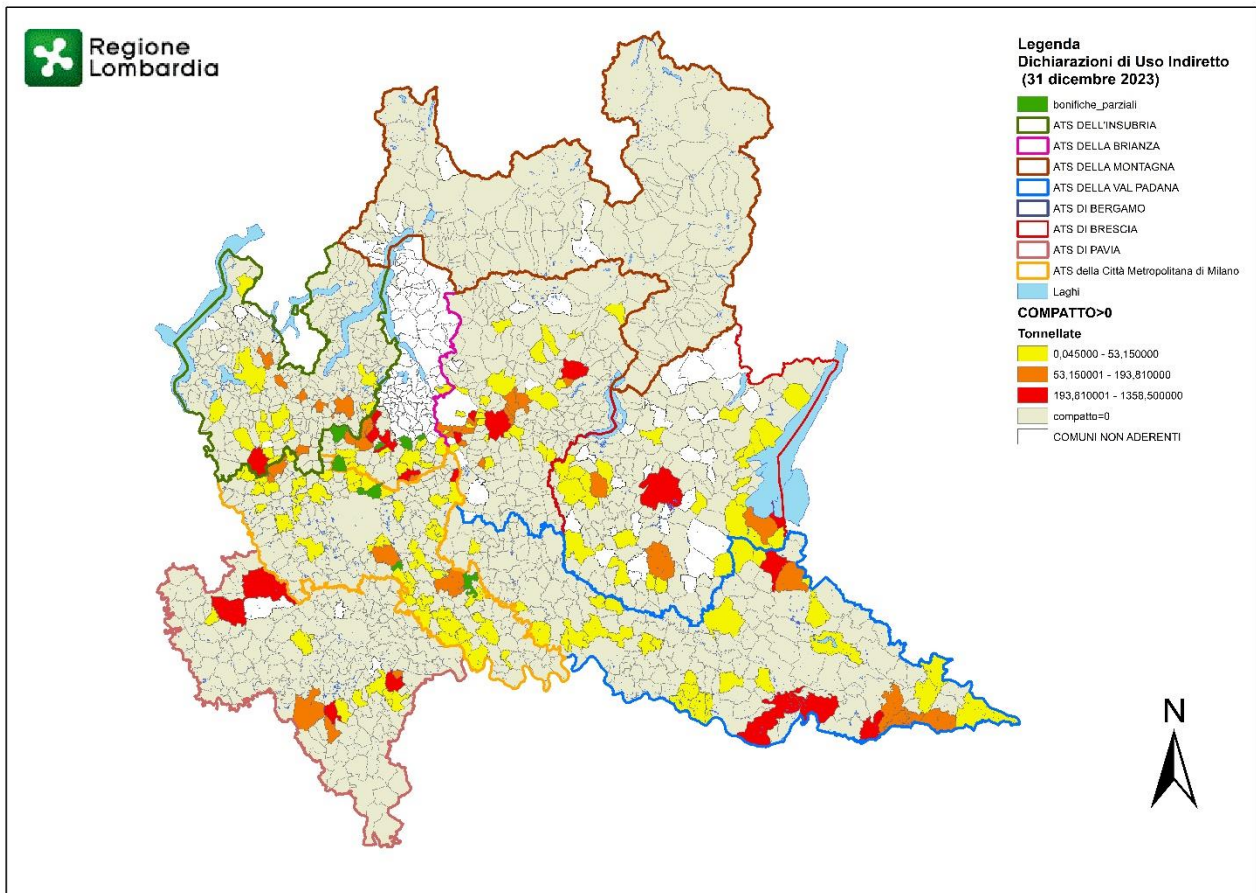 Regione
Lombardia
Legenda
Dichiarazioni di Uso Indiretto
(31 dicembre 2023)
bonifiche_parziali
ATS DELL'INSUBRIA
ATS DELLA BRIANZA
ATS DELLA MONTAGNA
ATS DELLA VAL PADANA
ATS DI BERGAMO
ATS DI BRESCIA
ATS DI PAVIA
ATS della Città Metropolitana di Milano
Laghi
COMPATTO>0
Tonnellate
0,045000 - 53,150000
53,150001 - 193,810000
193,810001 - 1358,500000
compatto=0
COMUNI NON ADERENTI
N